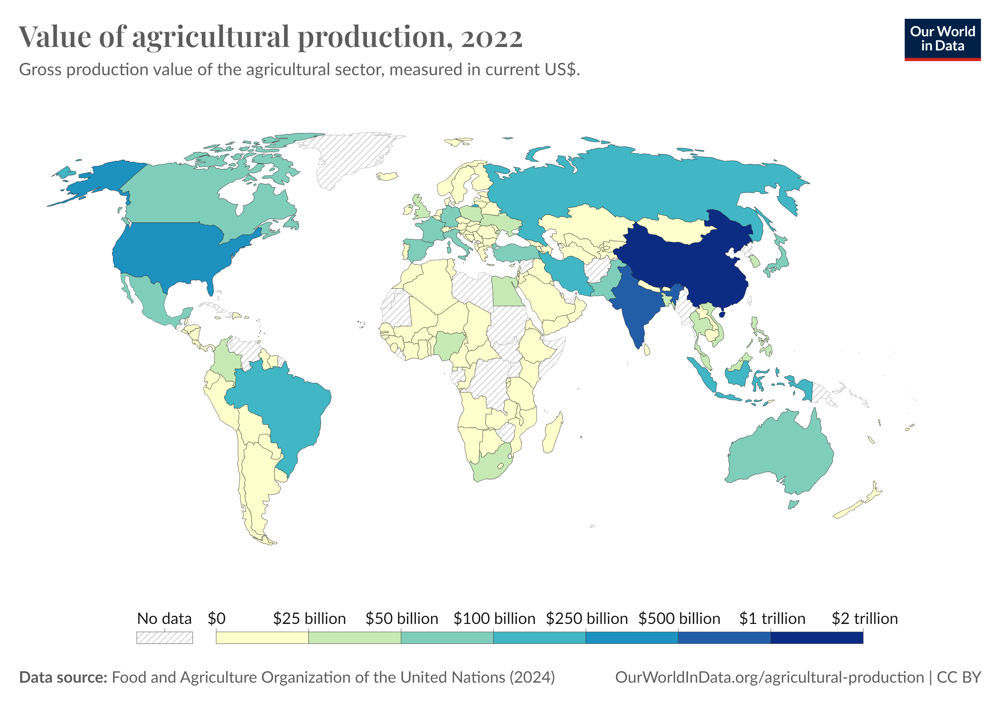 Value of agricultural production, 2022
Our World
in Data
Gross production value of the agricultural sector, measured in current US$.
No data $0 $25 billion $50 billion $100 billion $250 billion $500 billion $1 trillion $2 trillion
Data source: Food and Agriculture Organization of the United Nations (2024) OurWorldInData.org/agricultural-production | CC BY